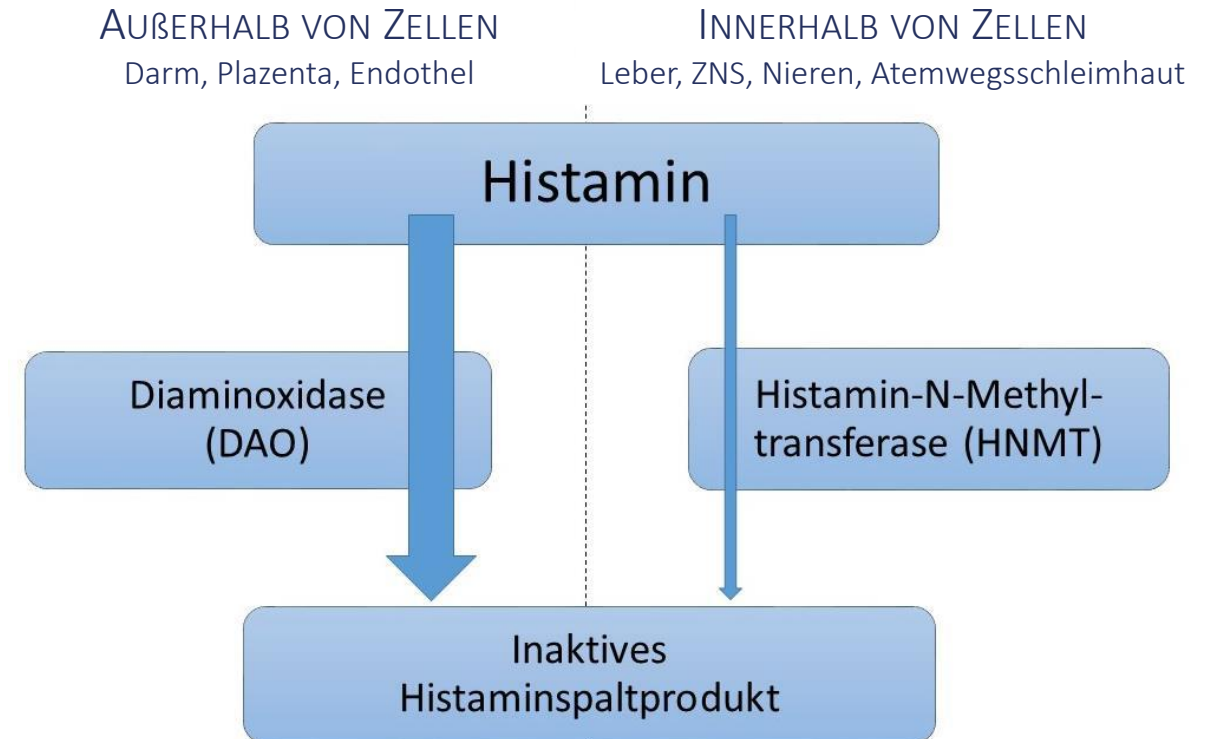 AUßERHALB VON ZELLEN
Darm, Plazenta, Endothel
INNERHALB VON ZELLEN
Leber, ZNS, Nieren, Atemwegsschleimhaut
Histamin
Diaminoxidase
(DAO)
Histamin-N-Methyl-
transferase (HNMT)
Inaktives
Histaminspaltprodukt